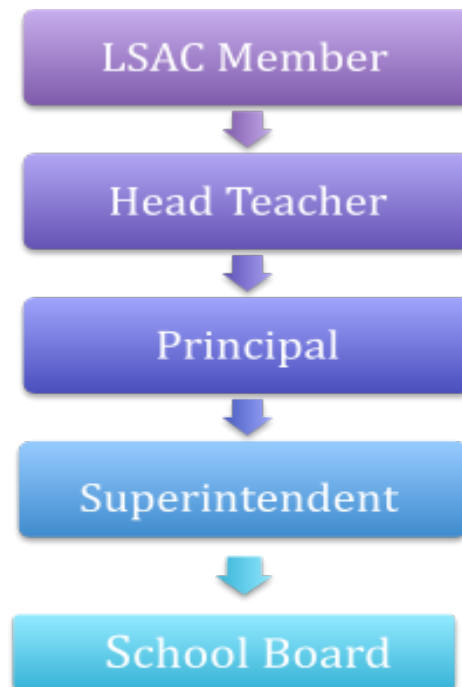 LSAC Member
Head Teacher
Principal
Superintendent
School Board